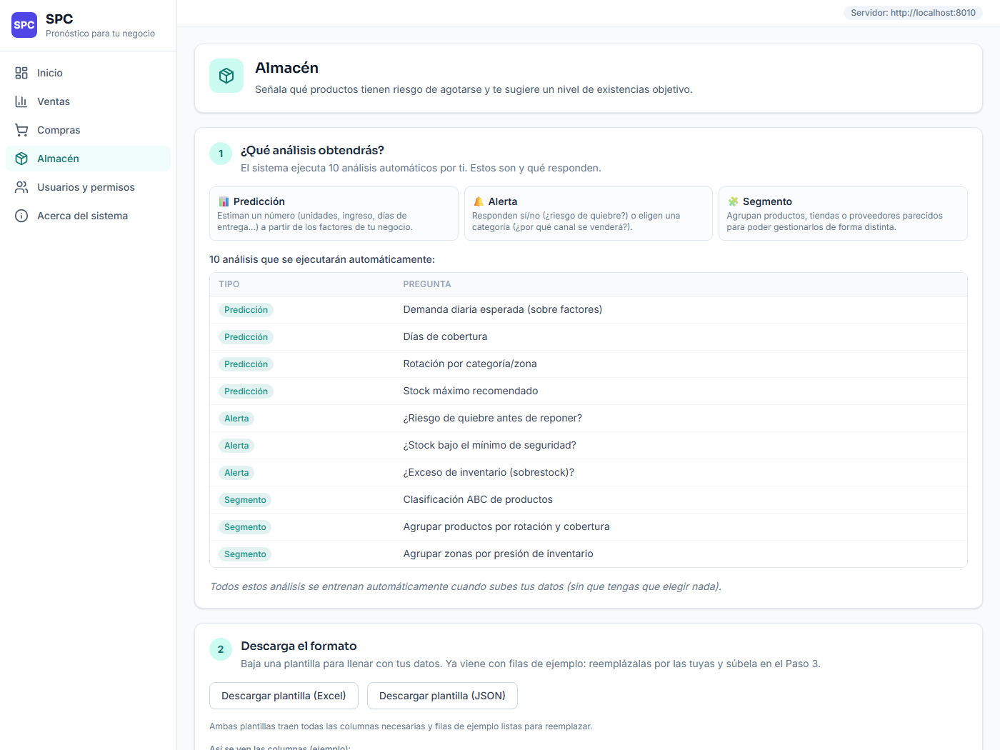 SPC
SPC
Pronóstico para tu negocio
Inicio
Ventas
Compras
Almacén
Usuarios y permisos
Acerca del sistema
Servidor: http://localhost:8010
Almacén
Señala qué productos tienen riesgo de agotarse y te sugiere un nivel de existencias objetivo.
1
¿Qué análisis obtendrás?
El sistema ejecuta 10 análisis automáticos por ti. Estos son y qué responden.
Predicción
Estiman un número (unidades, ingreso, días de
entrega...) a partir de los factores de tu negocio.
Alerta
Responden sí/no (¿riesgo de quiebre?) o eligen una
categoría (¿por qué canal se venderá?).
Segmento
Agrupan productos, tiendas o proveedores parecidos
para poder gestionarlos de forma distinta.
10 análisis que se ejecutarán automáticamente:
TIPO PREGUNTA
Predicción Demanda diaria esperada (sobre factores)
Predicción Días de cobertura
Predicción Rotación por categoría/zona
Predicción Stock máximo recomendado
Alerta ¿Riesgo de quiebre antes de reponer?
Alerta ¿Stock bajo el mínimo de seguridad?
Alerta ¿Exceso de inventario (sobrestock)?
Segmento Clasificación ABC de productos
Segmento Agrupar productos por rotación y cobertura
Segmento Agrupar zonas por presión de inventario
Todos estos análisis se entrenan automáticamente cuando subes tus datos (sin que tengas que elegir nada).
2
Descarga el formato
Baja una plantilla para llenar con tus datos. Ya viene con filas de ejemplo: reemplázalas por las tuyas y súbela en el Paso 3.
Descargar plantilla (Excel)
Descargar plantilla (JSON)
Ambas plantillas traen todas las columnas necesarias y filas de ejemplo listas para reemplazar.
Así se ven las columnas (ejemplo):